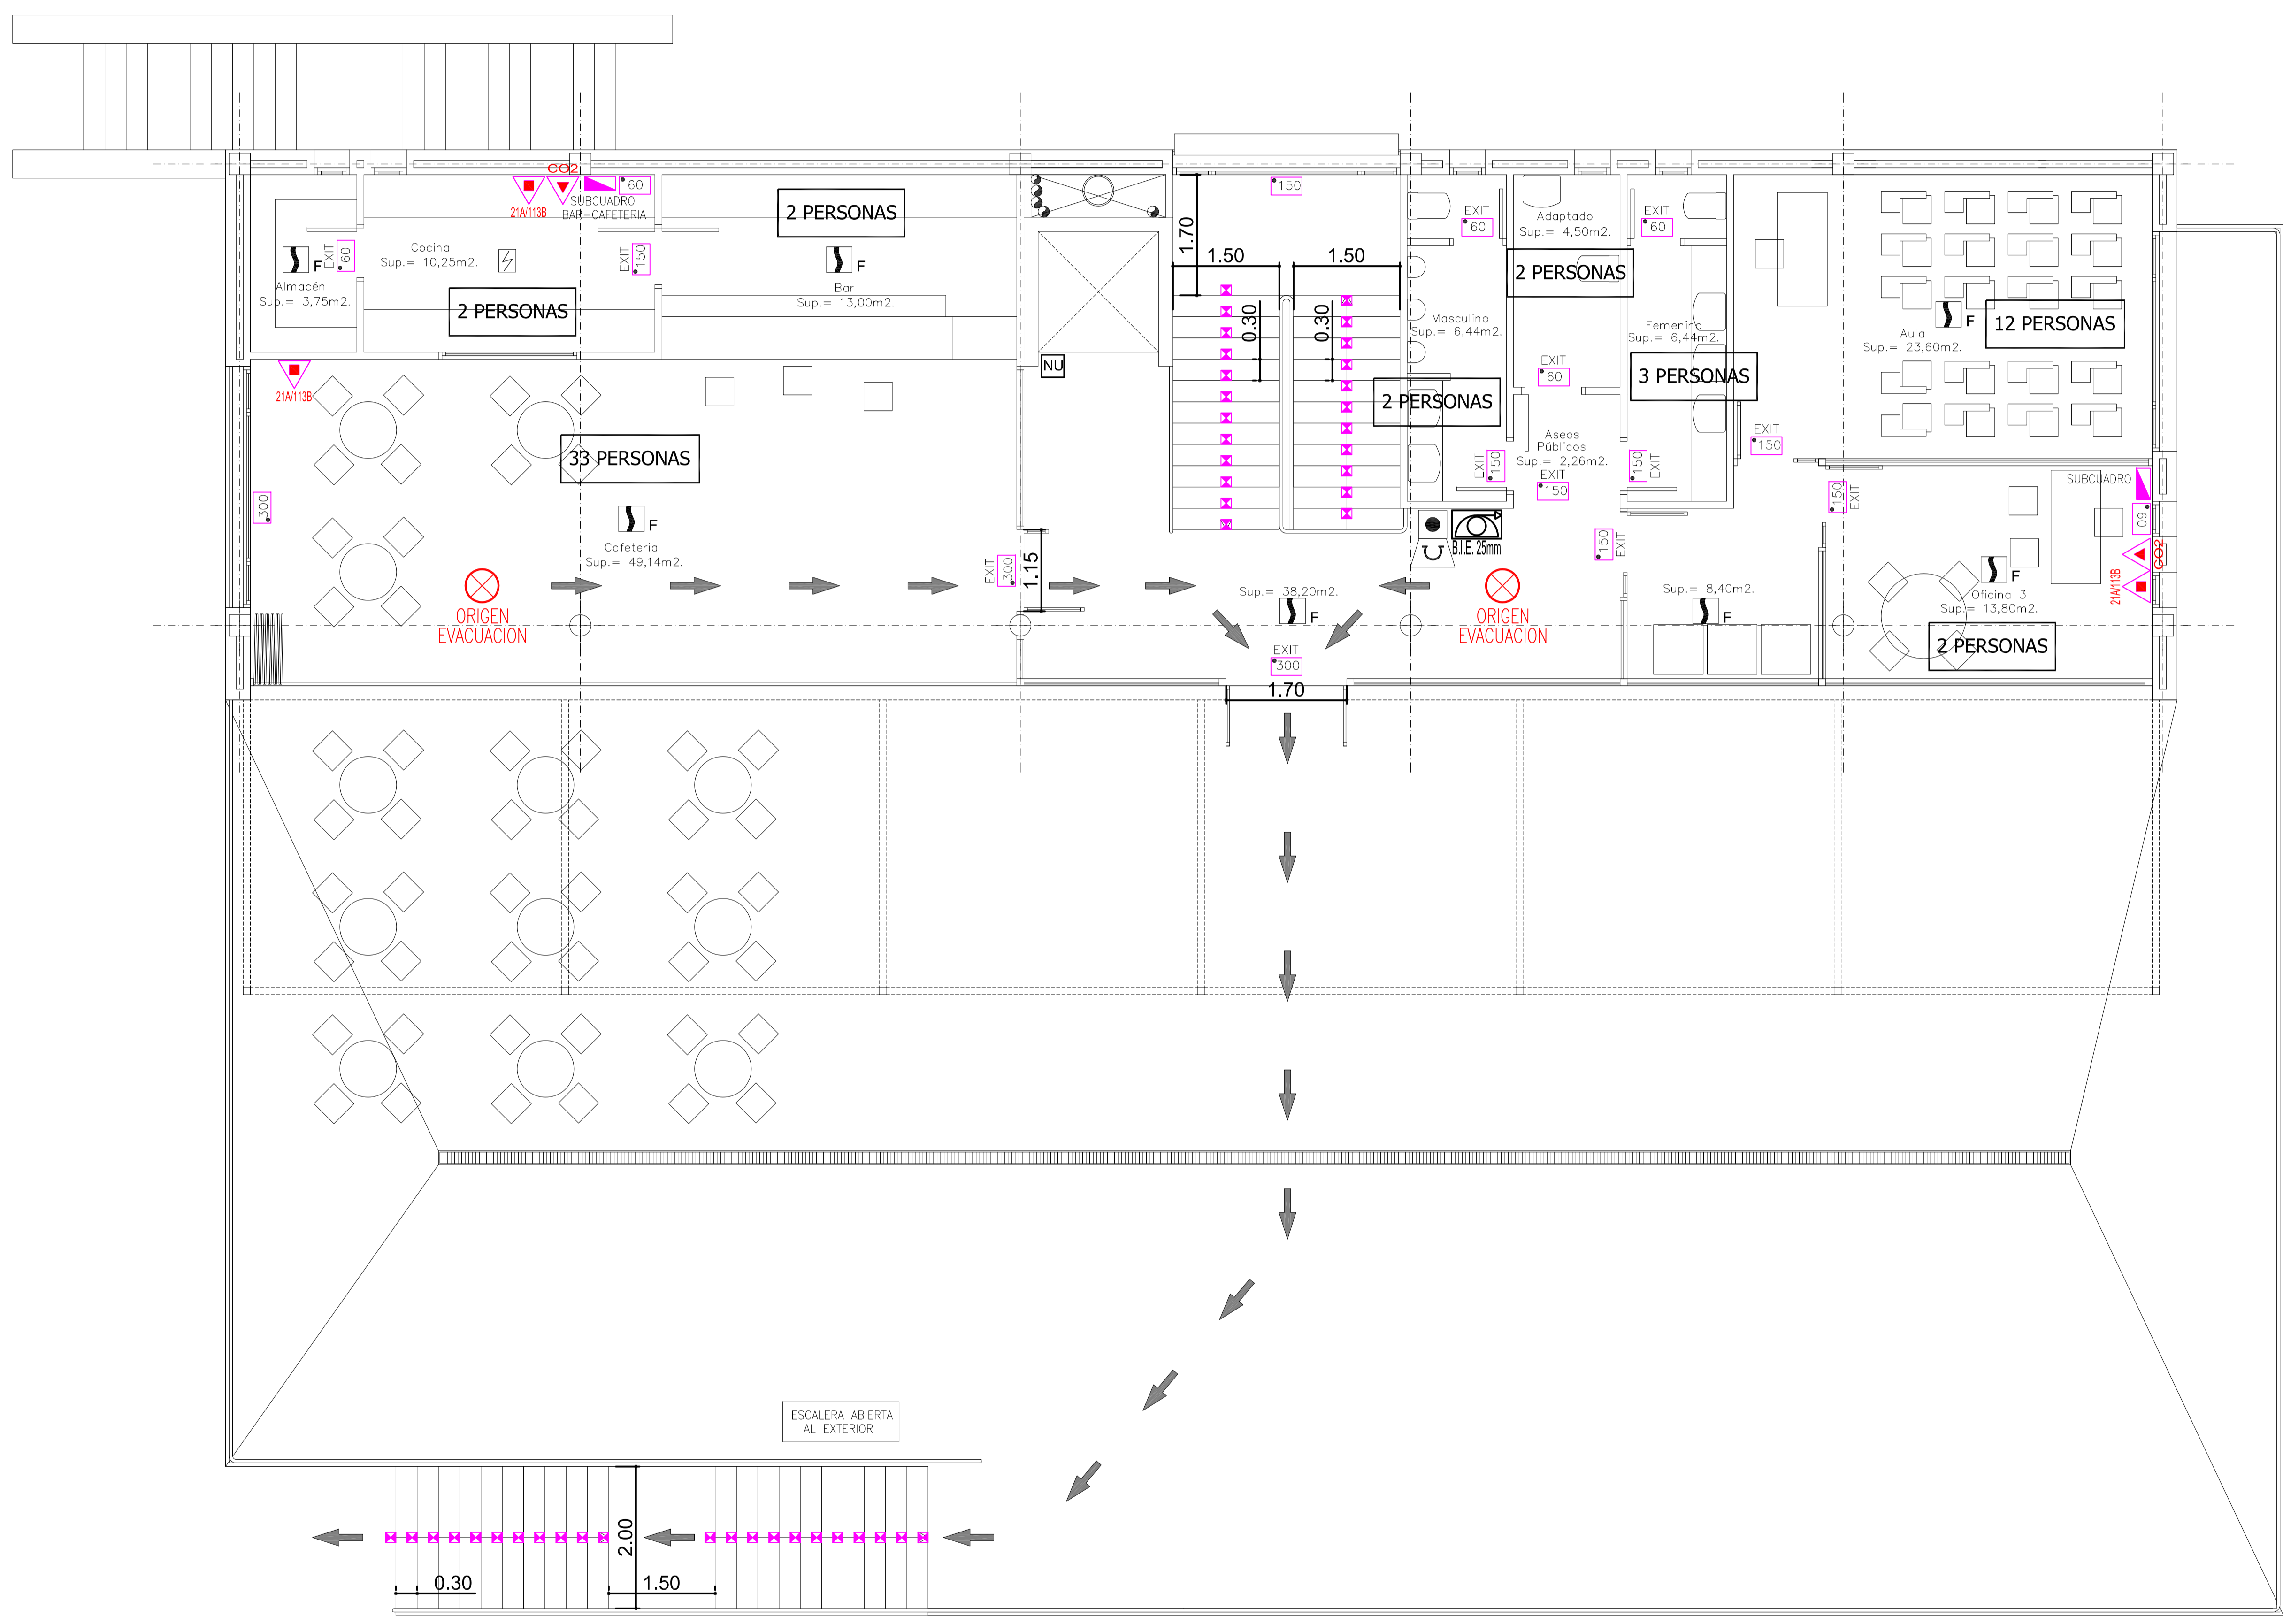 CO2
21A/113B
SUBCUADRO
BAR-CAFETERIA
60
2 PERSONAS
150
1.70
1.50
1.50
0.30
0.30
EXIT
60
Cocina
Sup.= 10,25m2.
EXIT
150
F
Almacén
Sup.= 3,75m2.
2 PERSONAS
F
Bar
Sup.= 13,00m2.
NU
21A/113B
33 PERSONAS
300
F
Cafeteria
Sup.= 49,14m2.
ORIGEN
EVACUACION
EXIT
300
1.15
EXIT
60
Adaptado
Sup.= 4,50m2.
2 PERSONAS
EXIT
60
Masculino
Sup.= 6,44m2.
2 PERSONAS
EXIT
60
Femenino
Sup.= 6,44m2.
3 PERSONAS
F
12 PERSONAS
Aula
Sup.= 23,60m2.
EXIT
150
Aseos
Públicos
Sup.= 2,26m2.
EXIT
150
EXIT
150
EXIT
150
B.I.E. 25mm
EXIT
150
EXIT
150
SUBCUADRO
60
CO2
21A/113B
Sup.= 38,20m2.
F
ORIGEN
EVACUACION
Sup.= 8,40m2.
F
F
Oficina 3
Sup.= 13,80m2.
2 PERSONAS
EXIT
300
1.70
ESCALERA ABIERTA
AL EXTERIOR
2.00
0.30
1.50